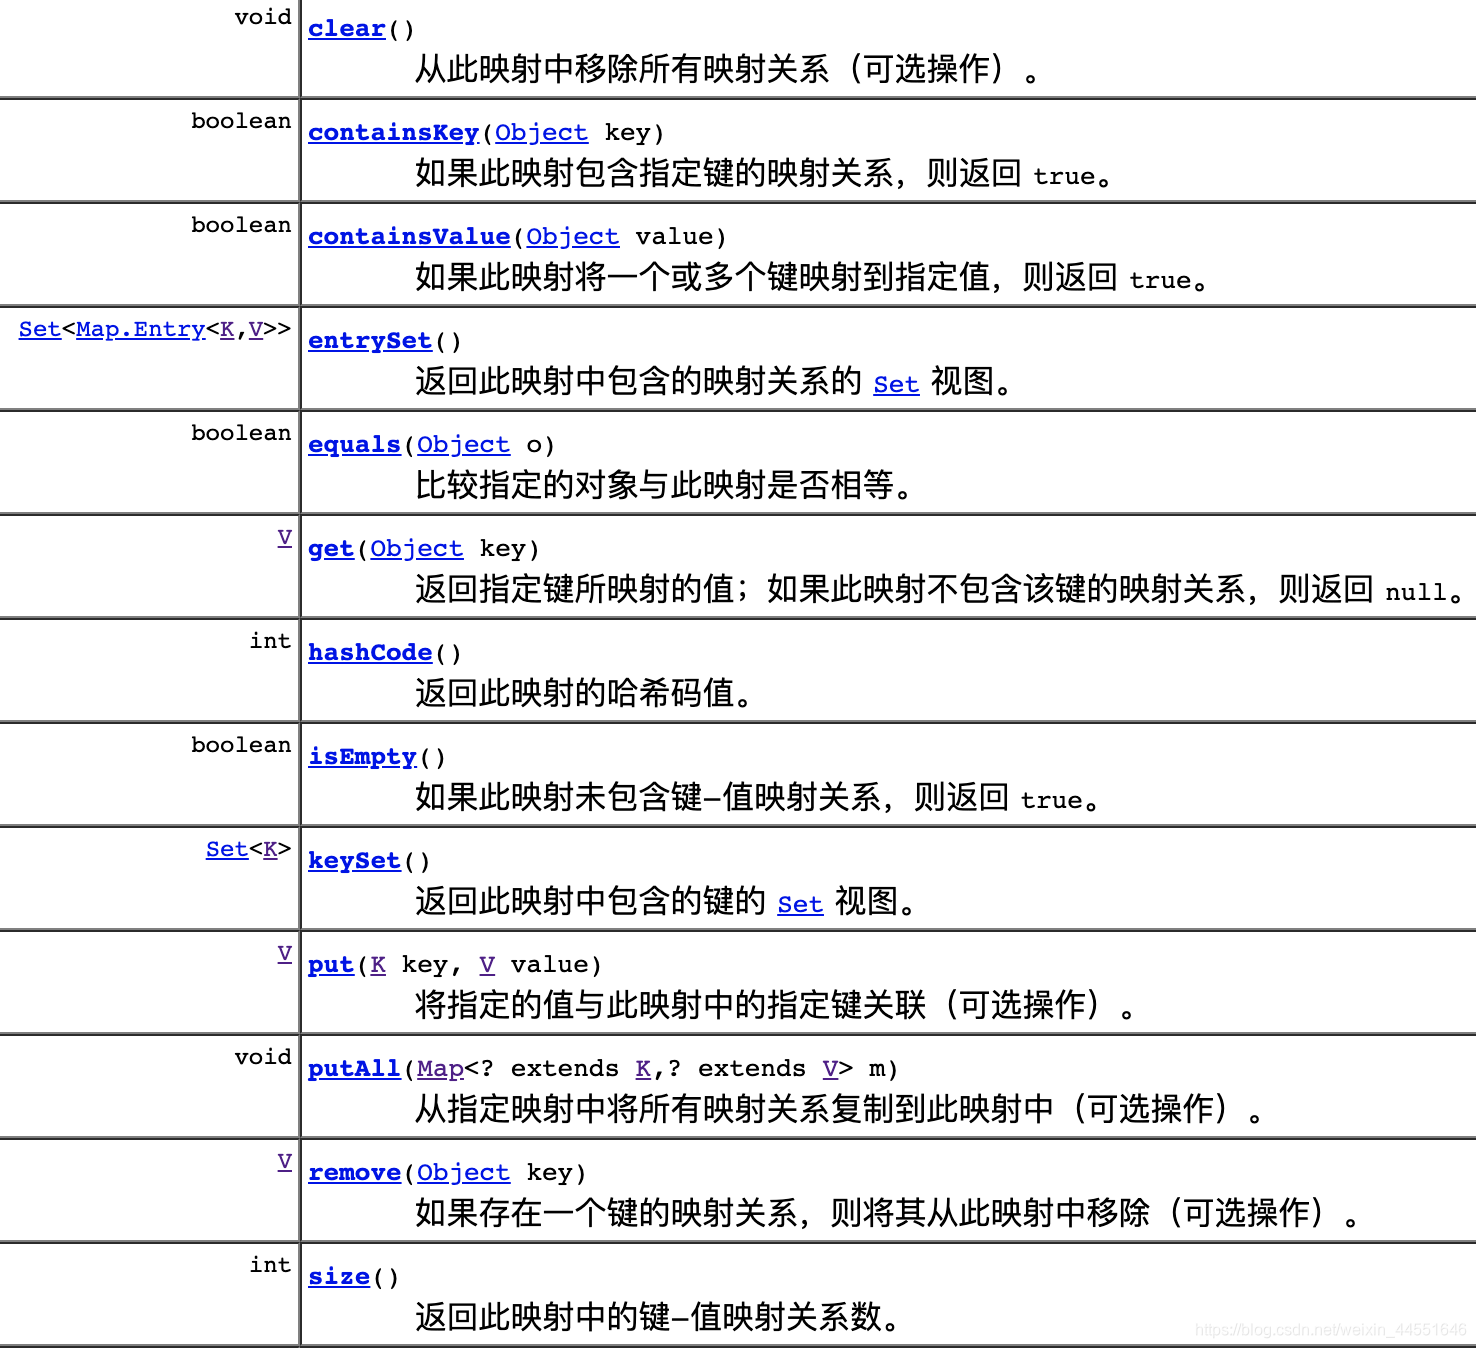 void
clear()
从此映射中移除所有映射关系（可选操作）。
boolean
containsKey(Object key)
如果此映射包含指定键的映射关系，则返回 true。
boolean
containsValue(Object value)
如果此映射将一个或多个键映射到指定值，则返回 true。
Set<Map.Entry<K,V>>
entrySet()
返回此映射中包含的映射关系的 Set 视图。
boolean
equals(Object o)
比较指定的对象与此映射是否相等。
V
get(Object key)
返回指定键所映射的值；如果此映射不包含该键的映射关系，则返回 null。
int
hashCode()
返回此映射的哈希码值。
boolean
isEmpty()
如果此映射未包含键-值映射关系，则返回 true。
Set<K>
keySet()
返回此映射中包含的键的 Set 视图。
V
put(K key, V value)
将指定的值与此映射中的指定键关联（可选操作）。
void
putAll(Map<? extends K,? extends V> m)
从指定映射中将所有映射关系复制到此映射中（可选操作）。
V
remove(Object key)
如果存在一个键的映射关系，则将其从此映射中移除（可选操作）。
int
size()
返回此映射中的键-值映射关系数。
https://blog.csdn.net/weixin_44551646